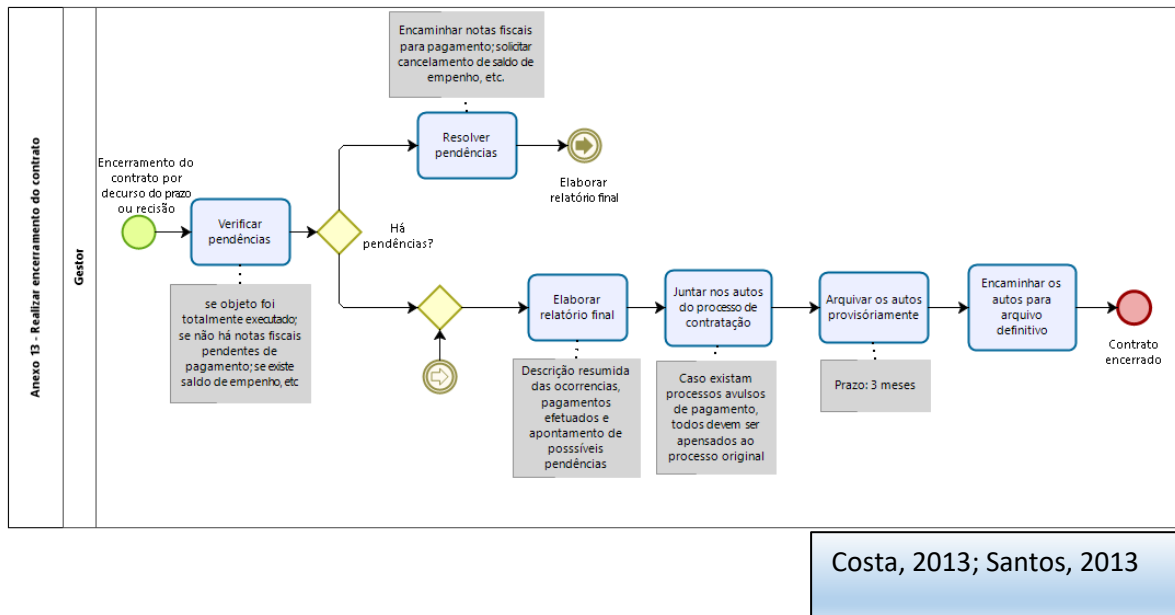 Anexo 13 - Realizar encerramento do contrato
Gestor
Encerramento do
contrato por
decurso do prazo
ou recisão
Verificar
pendências
se objeto foi
totalmente executado;
se não há notas fiscais
pendentes de
pagamento; se existe
saldo de empenho, etc
Há
pendências?
Encaminhar notas fiscais
para pagamento; solicitar
cancelamento de saldo de
empenho, etc.
Resolver
pendências
Elaborar
relatório final
Elaborar
relatório final
Descrição resumida
das ocorrencias,
pagamentos
efetuados e
apontamento de
posssíveis
pendências
Juntar nos autos
do processo de
contratação
Caso existam
processos avulsos
de pagamento,
todos devem ser
apensados ao
processo original
Arquivar os autos
provisóriamente
Prazo: 3 meses
Encaminhar os
autos para
arquivo
definitivo
Contrato
encerrado
Costa, 2013; Santos, 2013